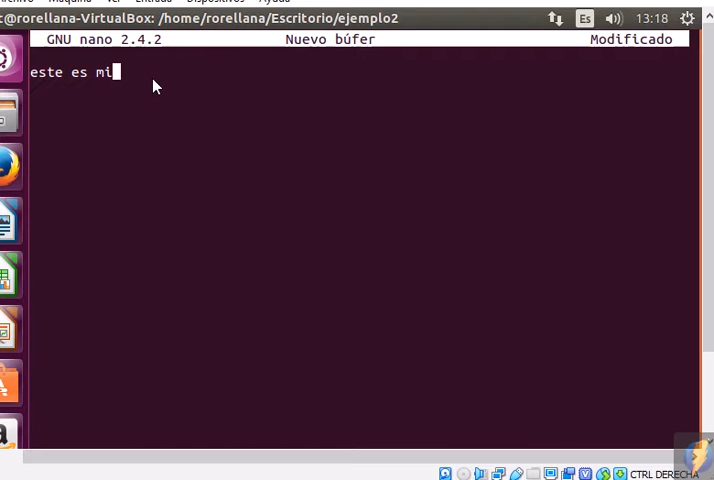 t@rorellana-VirtualBox: /home/rorellana/Escritorio/ejemplo2 Es 13:18
GNU nano 2.4.2 Nuevo búfer Modificado
este es mi
CTRL DERECHA